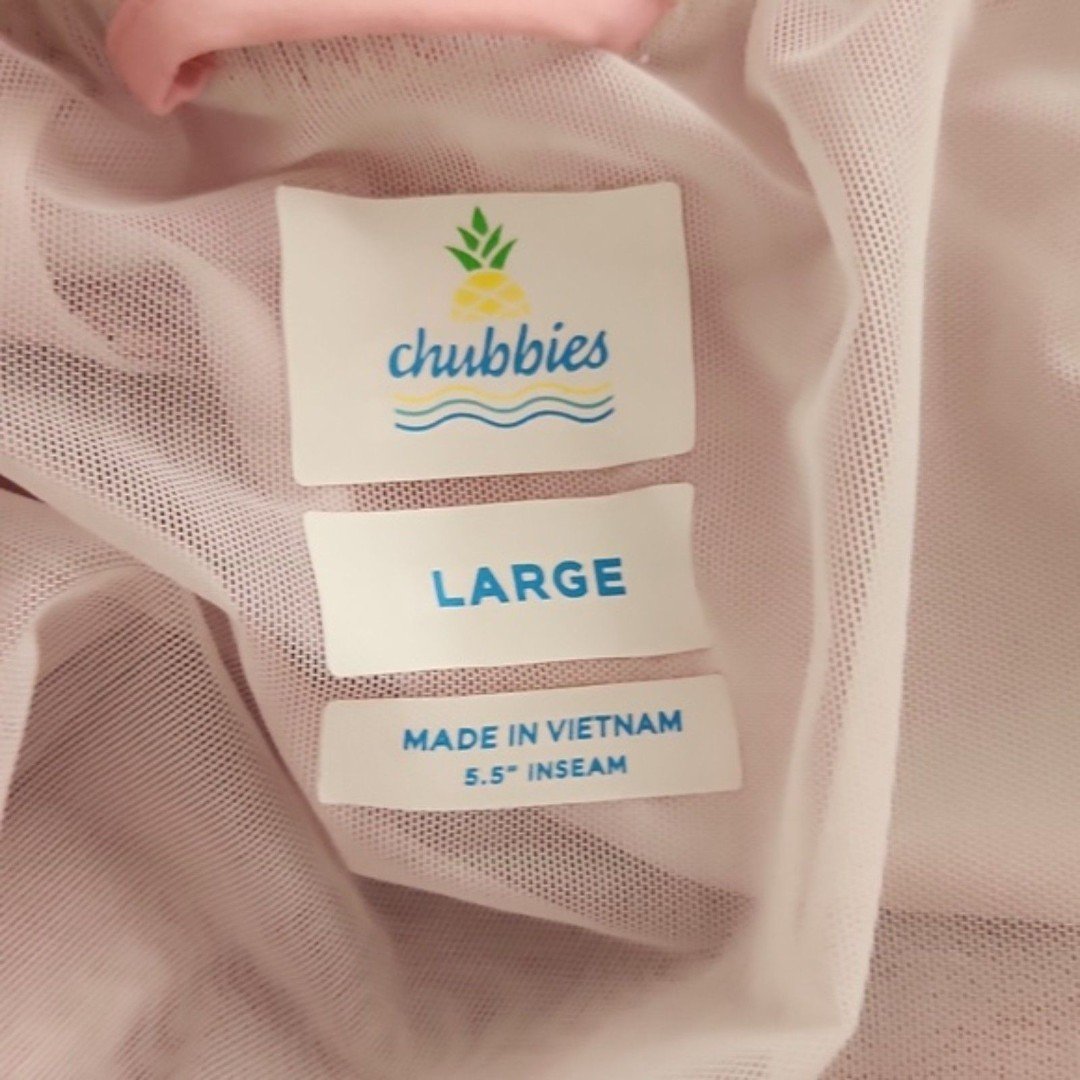 chubbies
LARGE
MADE IN VIETNAM
5.5" INSEAM